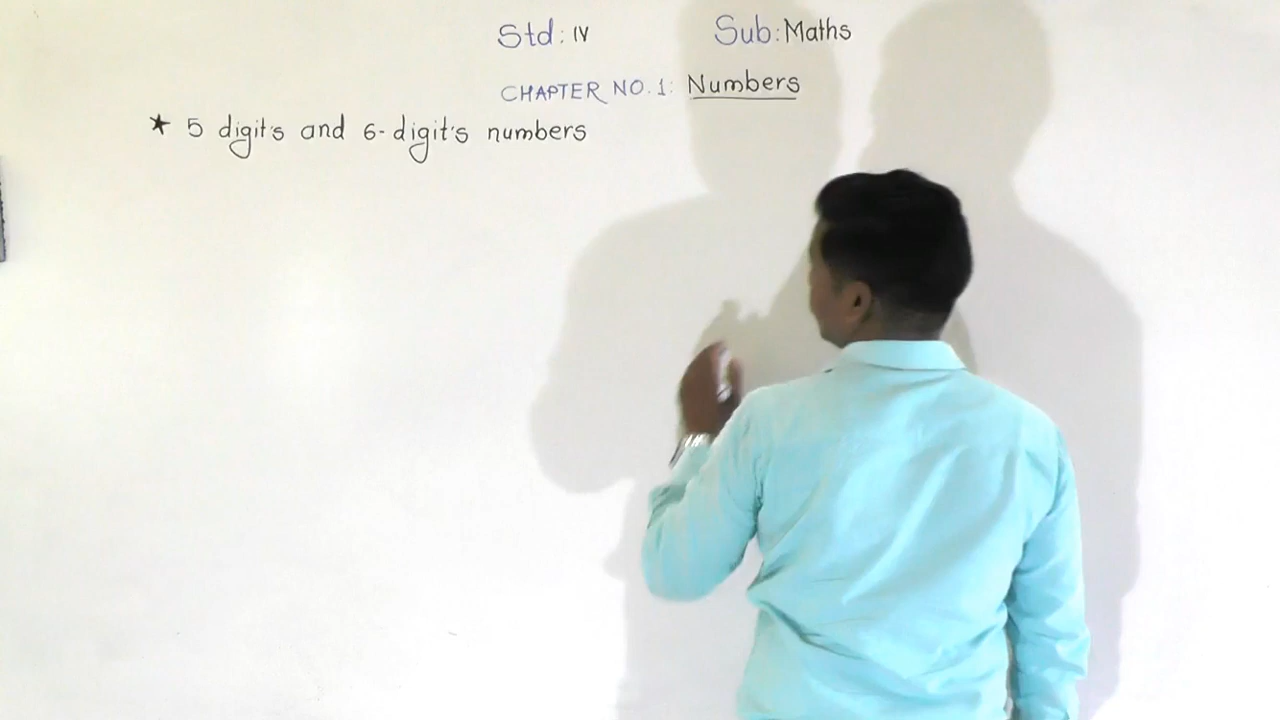 Std: IV Sub: Maths
CHAPTER NO. 1: Numbers
★ 5 digit's and 6-digit's numbers